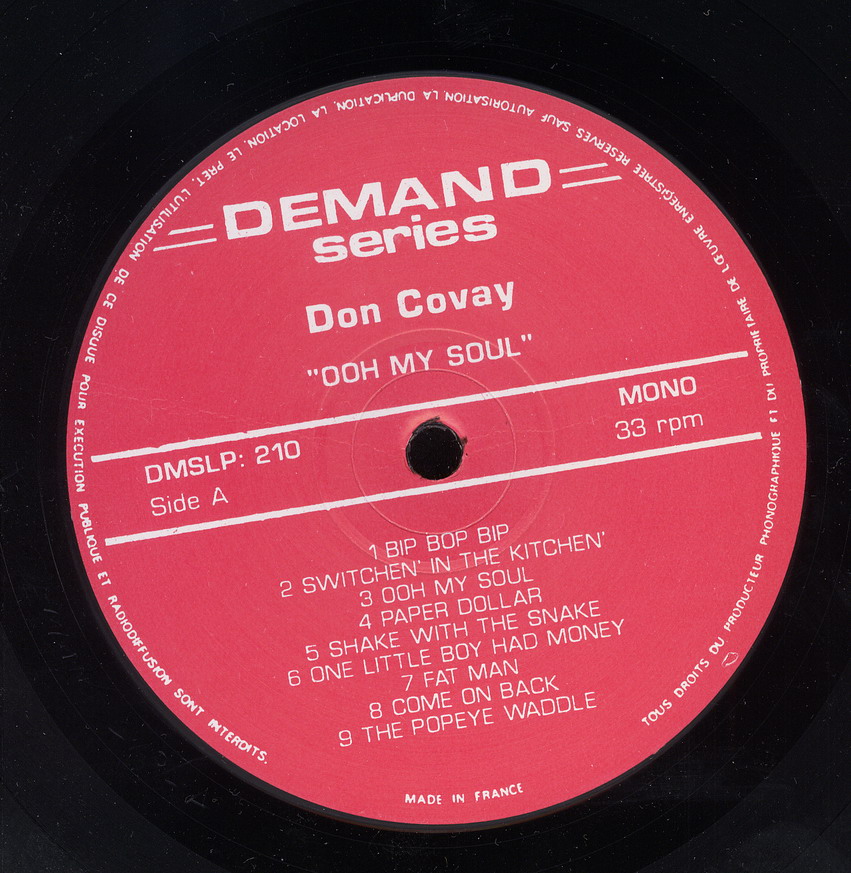 DEMAND
series
Don Covay
"OOH MY SOUL"
MONO
33 rpm
DMSLP: 210
Side A
1 BIP BOP BIP
2 SWITCHEN' IN THE KITCHEN'
3 OOH MY SOUL
4 PAPER DOLLAR
5 SHAKE WITH THE SNAKE
6 ONE LITTLE BOY HAD MONEY
7 FAT MAN
8 COME ON BACK
9 THE POPEYE WADDLE
MADE IN FRANCE
TOUS DROITS DU PRODUCTEUR PHONOGRAPHIQUE ET DU PROPRIETAIRE DE L'ŒUVRE ENREGISTREE RESERVES SAUF AUTORISATION. LA DUPLICATION, LA LOCATION, LE PRET, L'UTILISATION DE CE DISQUE POUR EXECUTION PUBLIQUE ET RADIODIFFUSION SONT INTERDITS.